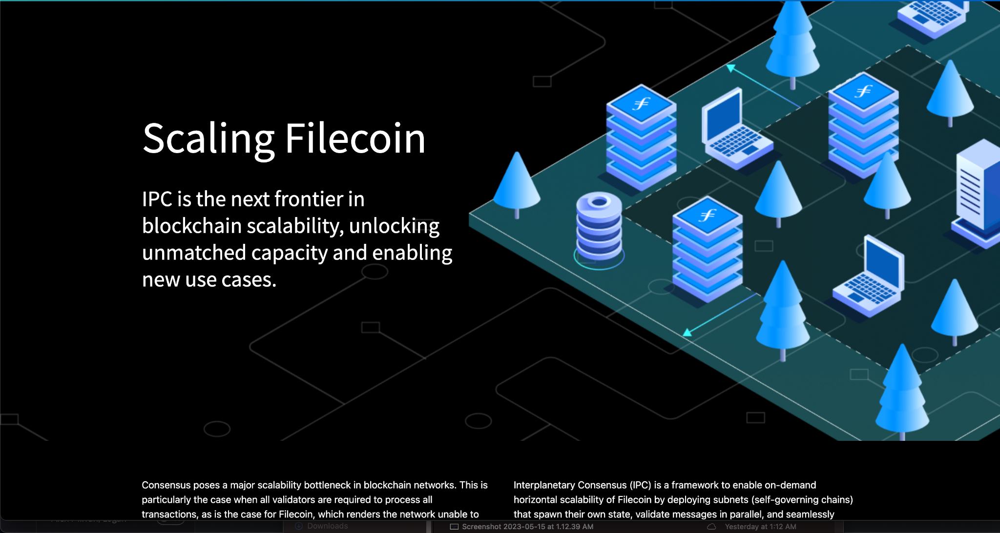 Scaling Filecoin
IPC is the next frontier in
blockchain scalability, unlocking
unmatched capacity and enabling
new use cases.
Consensus poses a major scalability bottleneck in blockchain networks. This is
particularly the case when all validators are required to process all
transactions, as is the case for Filecoin, which renders the network unable to
Interplanetary Consensus (IPC) is a framework to enable on-demand
horizontal scalability of Filecoin by deploying subnets (self-governing chains)
that spawn their own state, validate messages in parallel, and seamlessly
Downloads
Screenshot 2023-05-15 at 1.12.39 AM
Yesterday at 1:12 AM